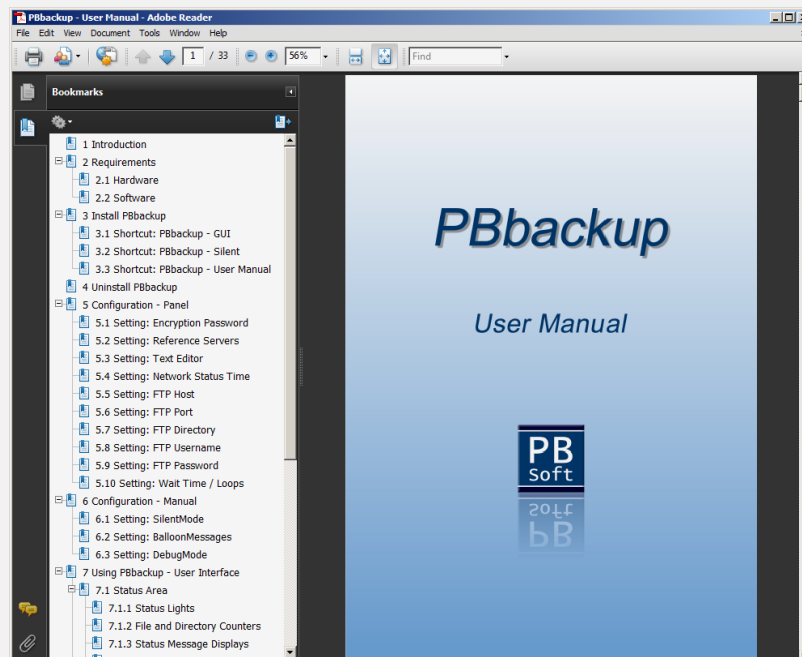 PBbackup - User Manual - Adobe Reader
File Edit View Document Tools Window Help
1 / 33 56% Find
Bookmarks
1 Introduction
2 Requirements
2.1 Hardware
2.2 Software
3 Install PBbackup
3.1 Shortcut: PBbackup - GUI
3.2 Shortcut: PBbackup - Silent
3.3 Shortcut: PBbackup - User Manual
4 Uninstall PBbackup
5 Configuration - Panel
5.1 Setting: Encryption Password
5.2 Setting: Reference Servers
5.3 Setting: Text Editor
5.4 Setting: Network Status Time
5.5 Setting: FTP Host
5.6 Setting: FTP Port
5.7 Setting: FTP Directory
5.8 Setting: FTP Username
5.9 Setting: FTP Password
5.10 Setting: Wait Time / Loops
6 Configuration - Manual
6.1 Setting: SilentMode
6.2 Setting: BalloonMessages
6.3 Setting: DebugMode
7 Using PBbackup - User Interface
7.1 Status Area
7.1.1 Status Lights
7.1.2 File and Directory Counters
7.1.3 Status Message Displays
PBbackup
User Manual
PB
Soft